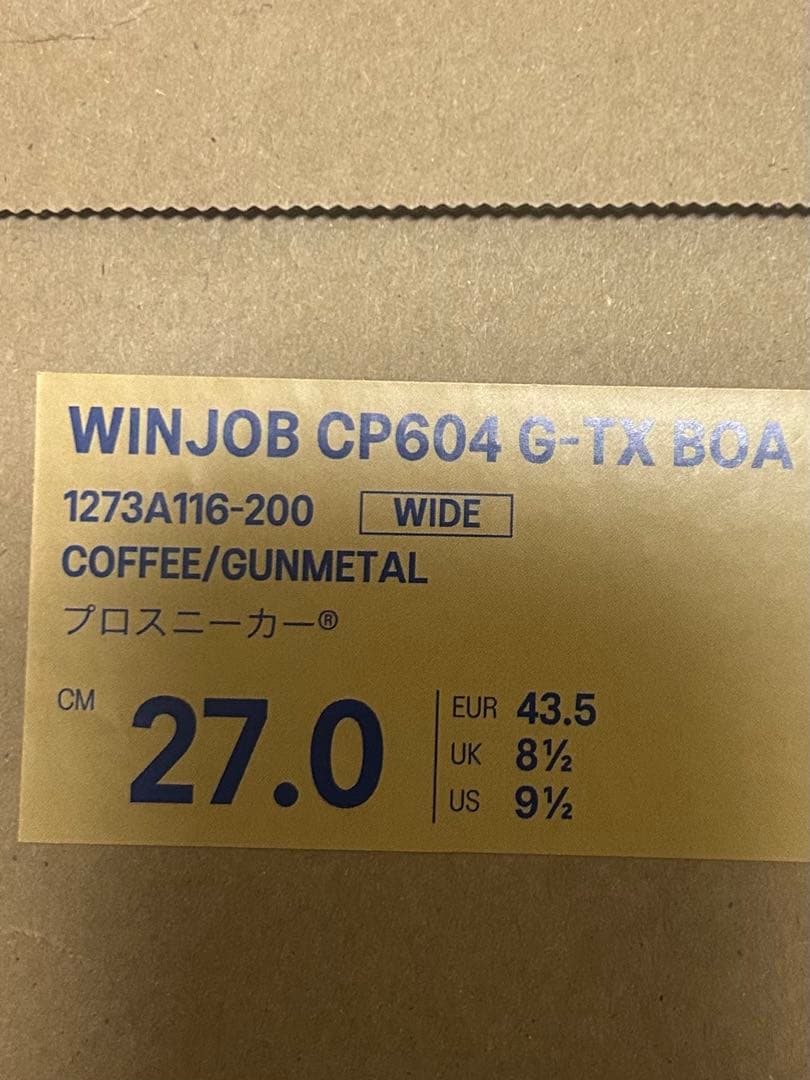 WINJOB CP604 G-TX BOA
1273A116-200 WIDE
COFFEE/GUNMETAL
プロスニーカー®
CM 27.0
EUR 43.5
UK 8½
US 9½